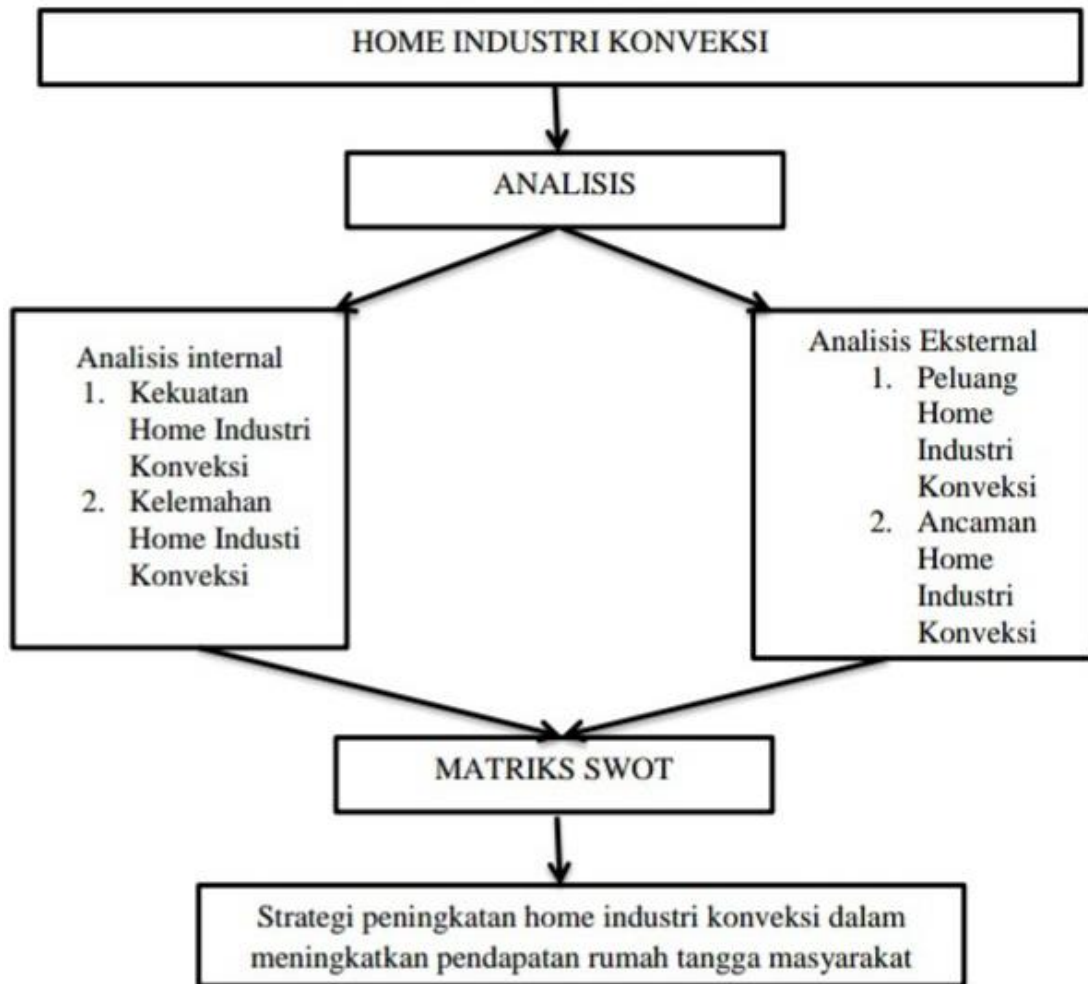 HOME INDUSTRI KONVEKSI
ANALISIS
Analisis internal
1. Kekuatan
Home Industri
Konveksi
2. Kelemahan
Home Industi
Konveksi
Analisis Eksternal
1. Peluang
Home
Industri
Konveksi
2. Ancaman
Home
Industri
Konveksi
MATRIKS SWOT
Strategi peningkatan home industri konveksi dalam
meningkatkan pendapatan rumah tangga masyarakat